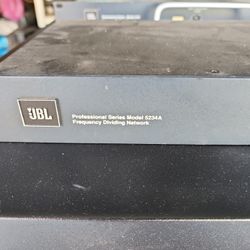 JBL
Professional Series Model 5234A
Frequency Dividing Network